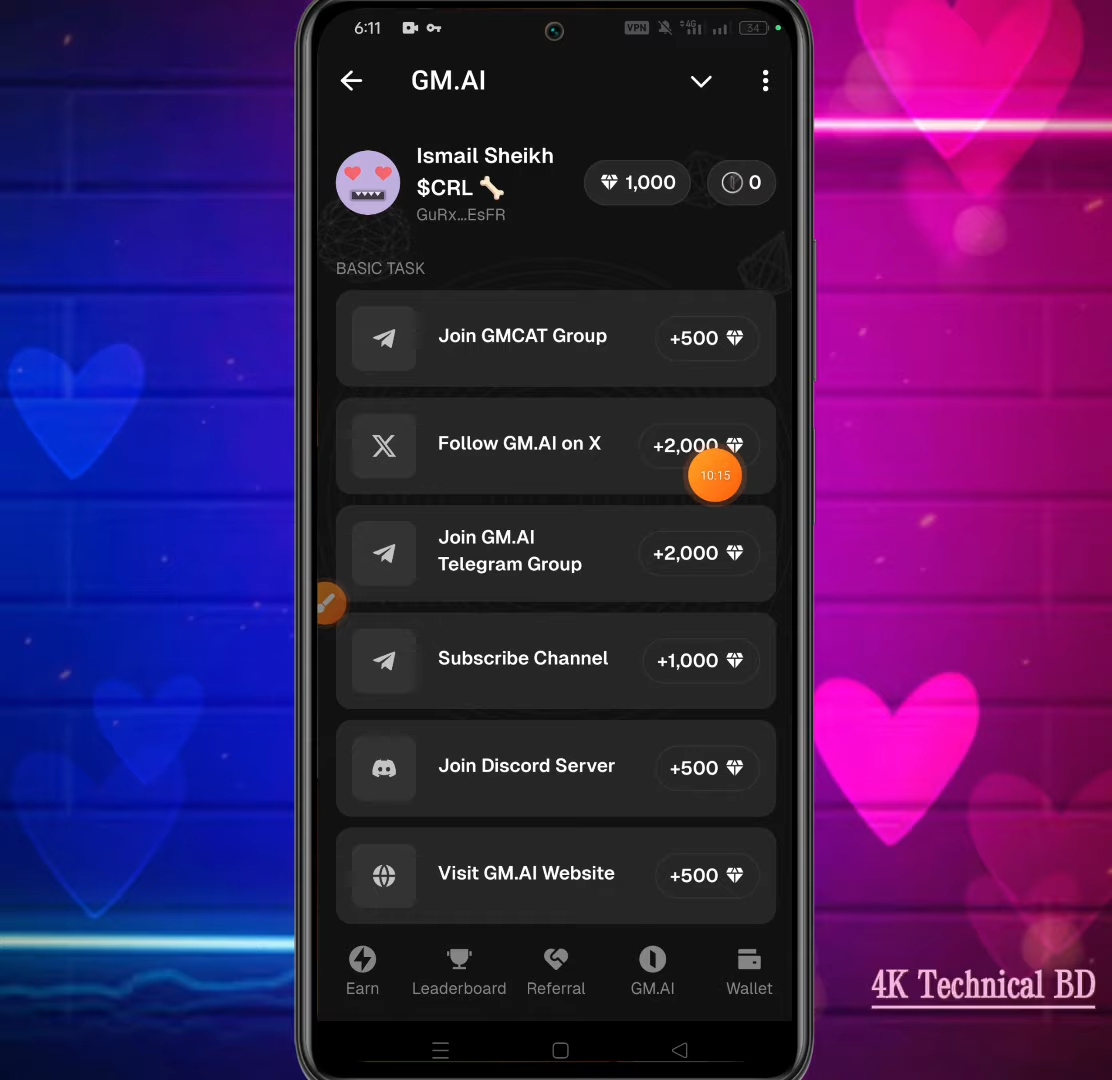 6:11 VPN 4G 34
GM.AI
Ismail Sheikh
$CRL 🦴
1,000 0
GuRx...EsFR
BASIC TASK
Join GMCAT Group +500
Follow GM.AI on X +2,000
10:15
Join GM.AI
Telegram Group
+2,000
Subscribe Channel +1,000
Join Discord Server +500
Visit GM.AI Website +500
Earn Leaderboard Referral GM.AI Wallet
4K Technical BD